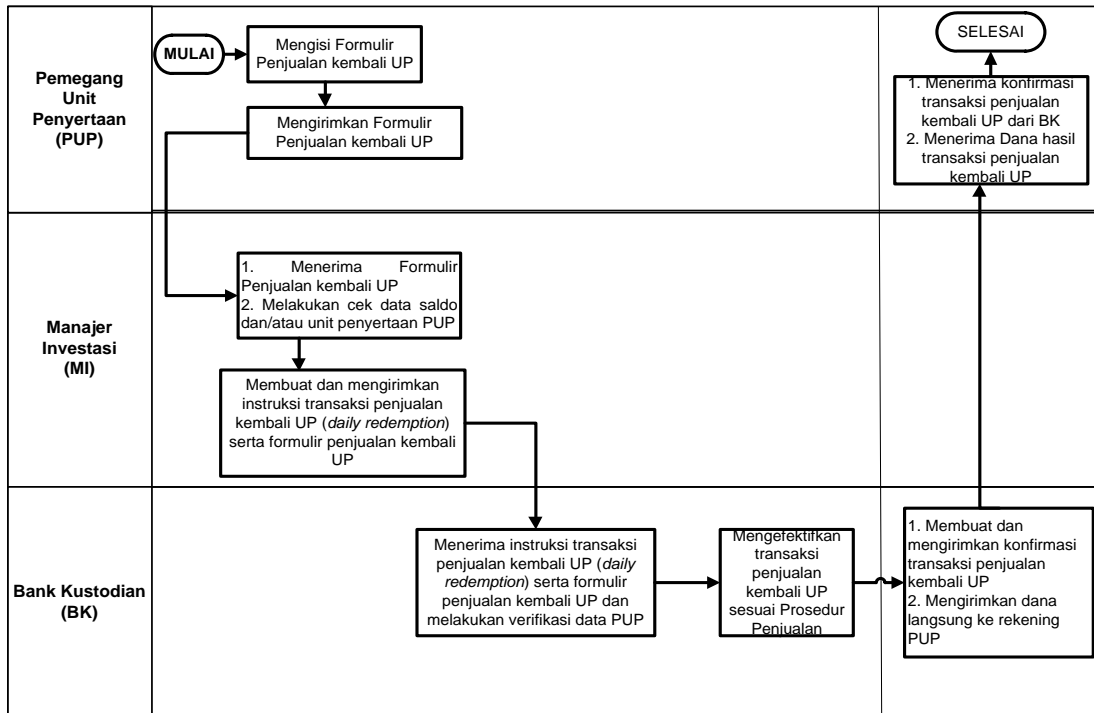 Pemegang
Unit
Penyertaan
(PUP)
MULAI
Mengisi Formulir
Penjualan kembali UP
Mengirimkan Formulir
Penjualan kembali UP
SELESAI
1. Menerima konfirmasi
transaksi penjualan
kembali UP dari BK
2. Menerima Dana hasil
transaksi penjualan
kembali UP
Manajer
Investasi
(MI)
1. Menerima Formulir
Penjualan kembali UP
2. Melakukan cek data saldo
dan/atau unit penyertaan PUP
Membuat dan mengirimkan
instruksi transaksi penjualan
kembali UP (daily redemption)
serta formulir penjualan kembali
UP
Bank Kustodian
(BK)
Menerima instruksi transaksi
penjualan kembali UP (daily
redemption) serta formulir
penjualan kembali UP dan
melakukan verifikasi data PUP
Mengefektifkan
transaksi
penjualan
kembali UP
sesuai Prosedur
Penjualan
1. Membuat dan
mengirimkan konfirmasi
transaksi penjualan
kembali UP
2. Mengirimkan dana
langsung ke rekening
PUP